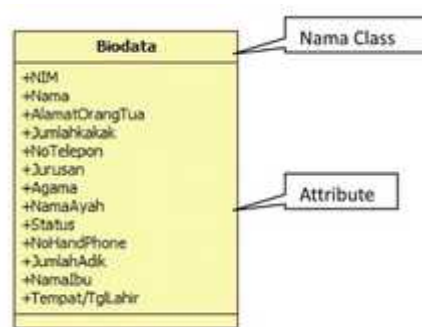 Biodata
Nama Class
+NIM
+Nama
+AlamatOrangTua
+Jumlahkakak
+NoTelepon
+Jurusan
+Agama
+NamaAyah
+Status
+NoHandPhone
+JumlahAdik
+NamaIbu
+Tempat/TglLahir
Attribute